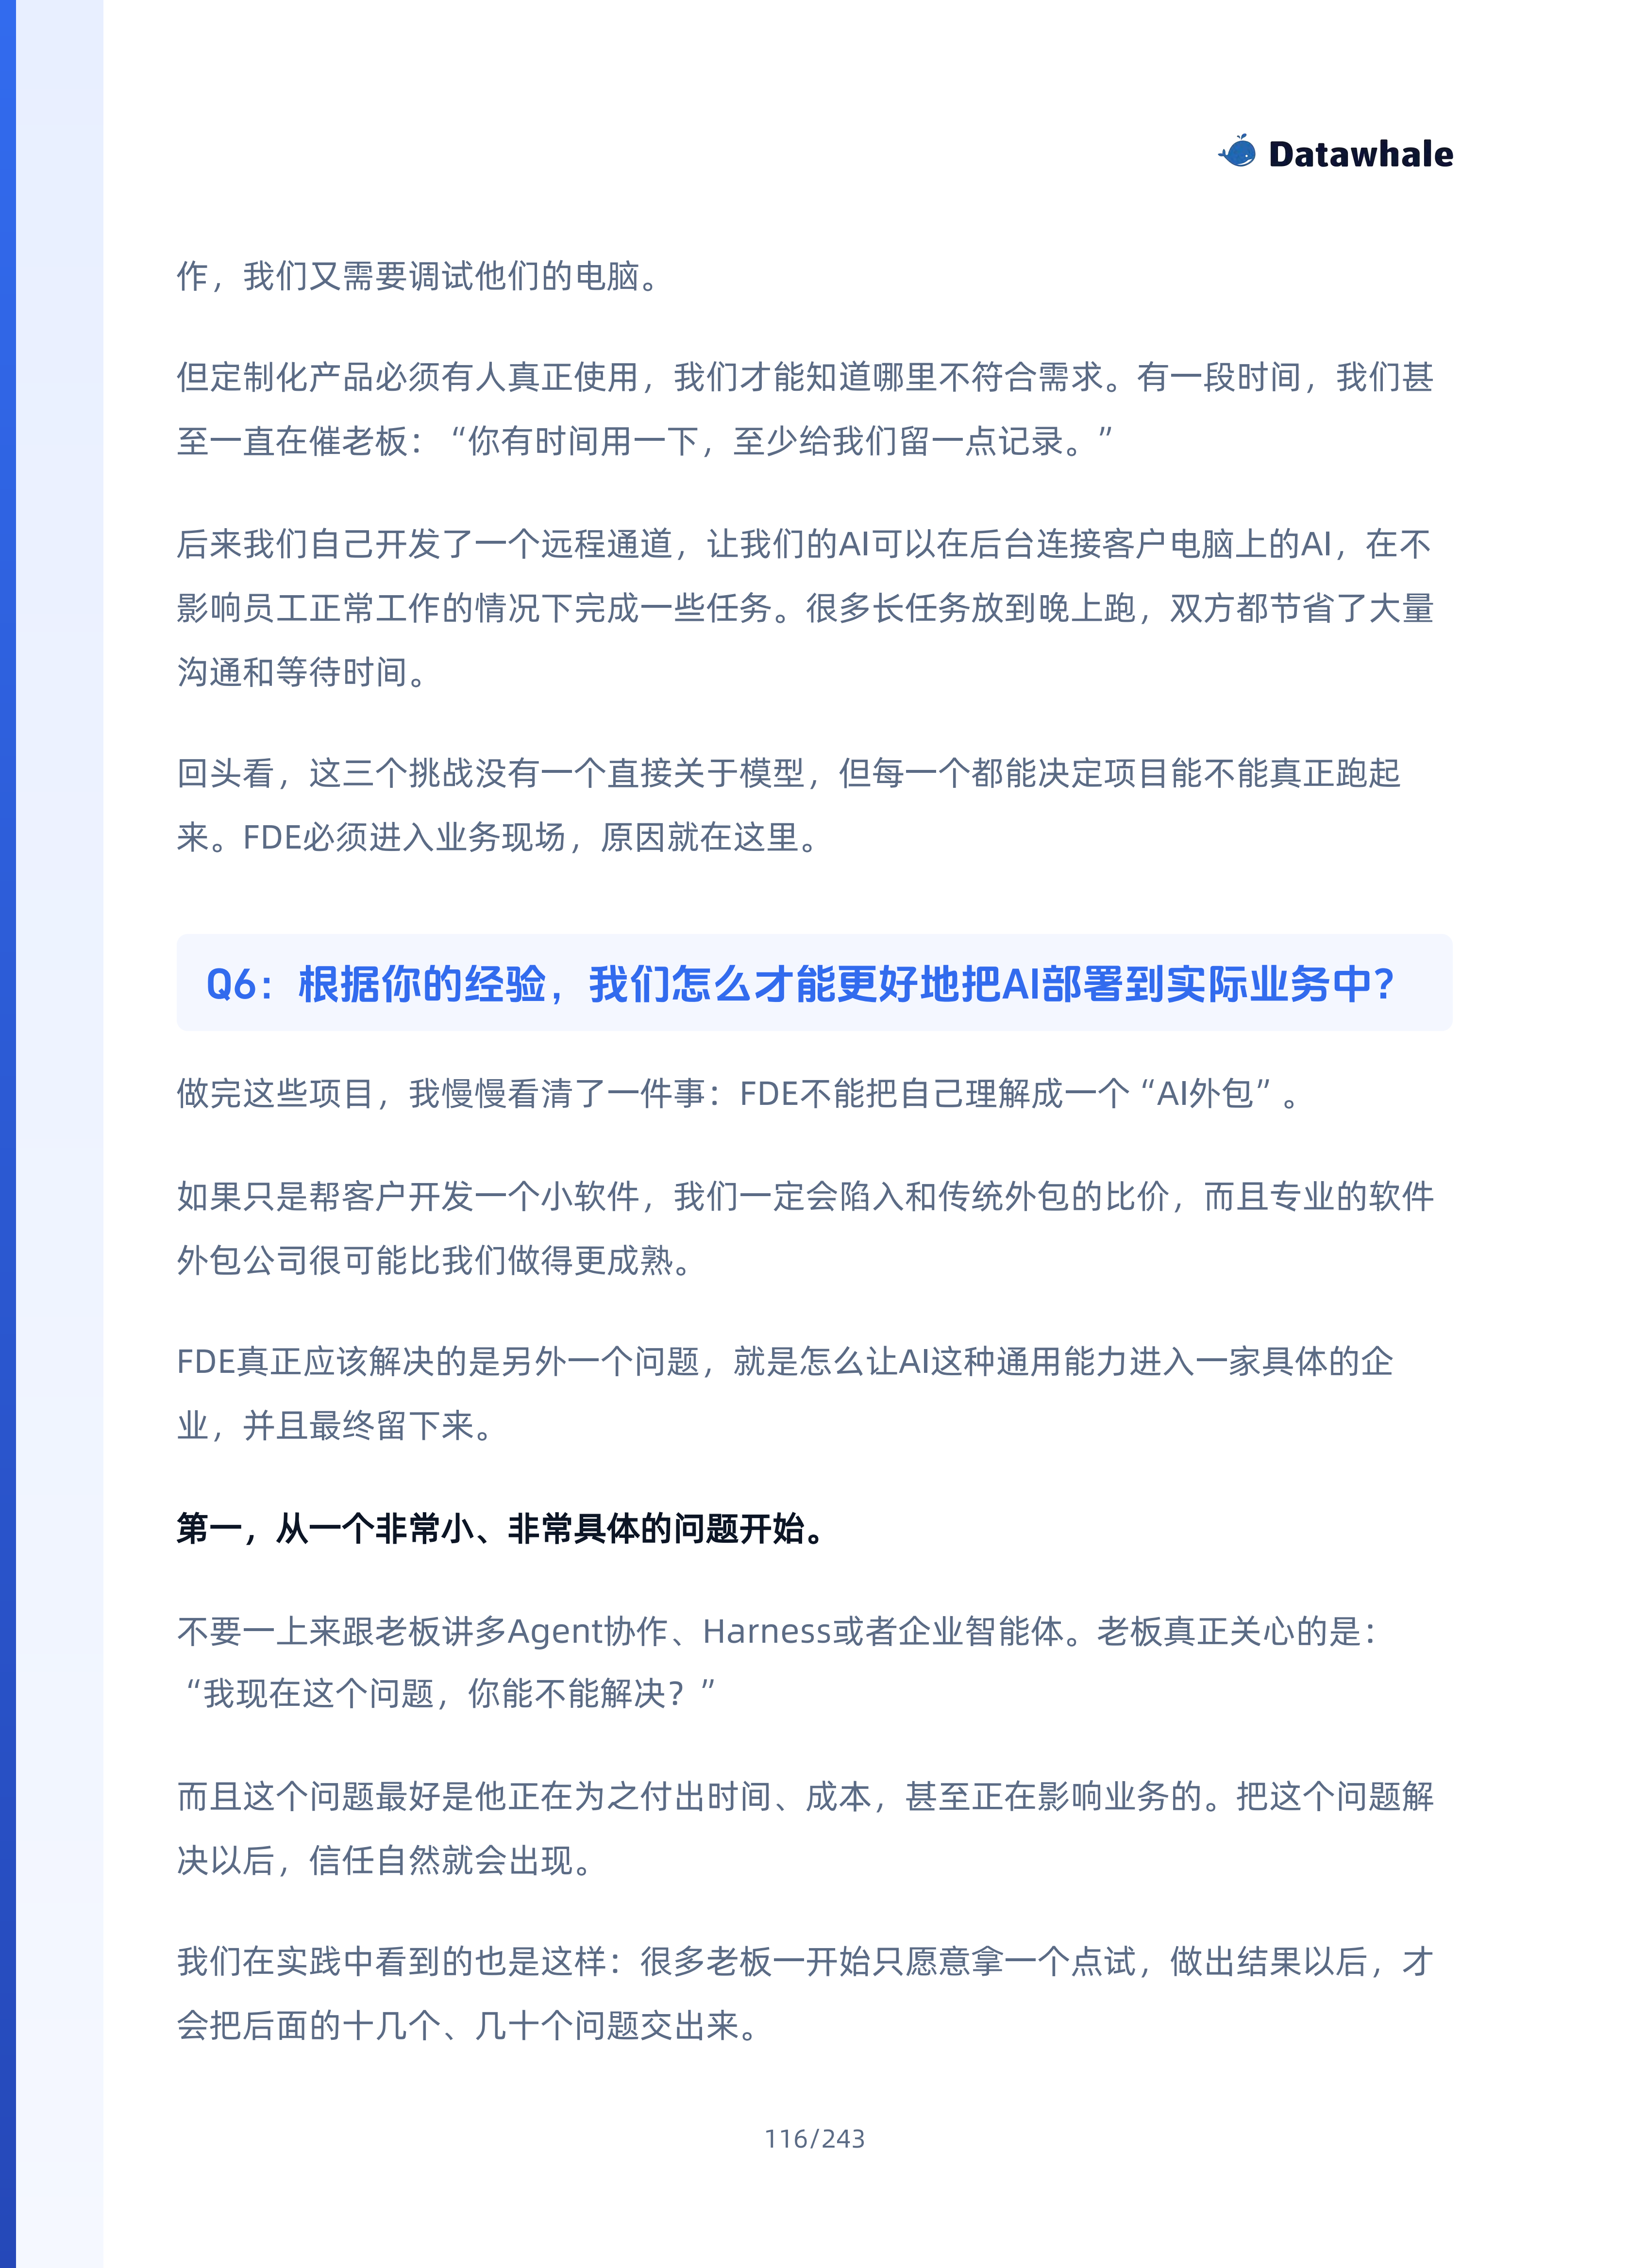 Datawhale
作，我们又需要调试他们的电脑。
但定制化产品必须有人真正使用，我们才能知道哪里不符合需求。有一段时间，我们甚
至一直在催老板：“你有时间用一下，至少给我们留一点记录。”
后来我们自己开发了一个远程通道，让我们的AI可以在后台连接客户电脑上的AI，在不
影响员工正常工作的情况下完成一些任务。很多长任务放到晚上跑，双方都节省了大量
沟通和等待时间。
回头看，这三个挑战没有一个直接关于模型，但每一个都能决定项目能不能真正跑起
来。FDE必须进入业务现场，原因就在这里。
Q6：根据你的经验，我们怎么才能更好地把AI部署到实际业务中？
做完这些项目，我慢慢看清了一件事：FDE不能把自己理解成一个“AI外包”。
如果只是帮客户开发一个小软件，我们一定会陷入和传统外包的比价，而且专业的软件
外包公司很可能比我们做得更成熟。
FDE真正应该解决的是另外一个问题，就是怎么让AI这种通用能力进入一家具体的企
业，并且最终留下来。
第一，从一个非常小、非常具体的问题开始。
不要一上来跟老板讲多Agent协作、Harness或者企业智能体。老板真正关心的是：
“我现在这个问题，你能不能解决？”
而且这个问题最好是他正在为之付出时间、成本，甚至正在影响业务的。把这个问题解
决以后，信任自然就会出现。
我们在实践中看到的也是这样：很多老板一开始只愿意拿一个点试，做出结果以后，才
会把后面的十几个、几十个问题交出来。
116/243